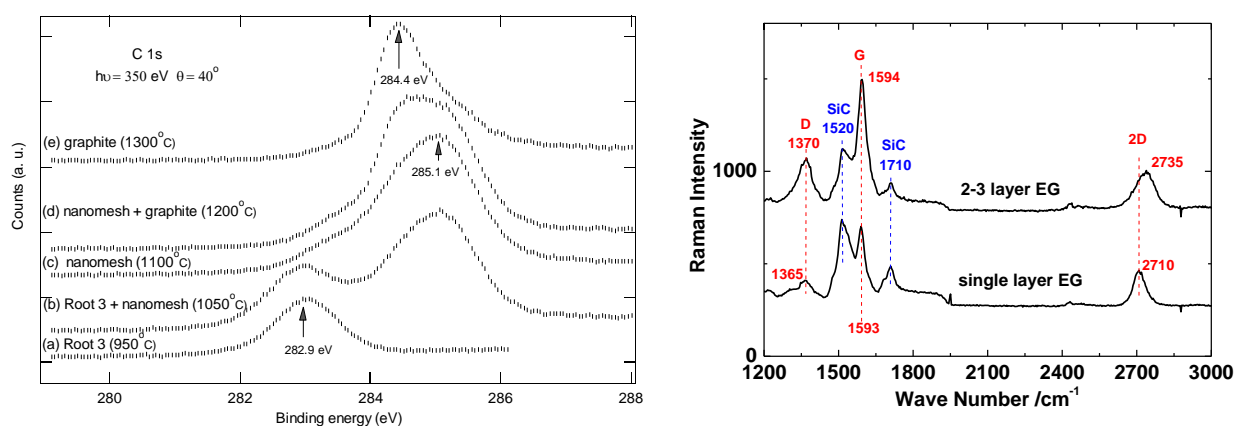 C 1s
hυ = 350 eV θ = 40°
284.4 eV
(e) graphite (1300°C)
285.1 eV
(d) nanomesh + graphite (1200°C)
(c) nanomesh (1100°C)
(b) Root 3 + nanomesh (1050°C)
(a) Root 3 (950°C)
282.9 eV
Counts (a. u.)
280
282
284
286
288
Binding energy (eV)
G
1594
SiC
1520
D
1370
SiC
1710
2D
2735
2-3 layer EG
1365
2710
single layer EG
1593
Raman Intensity
1000
0
1200
1500
1800
2100
2400
2700
3000
Wave Number /cm-1